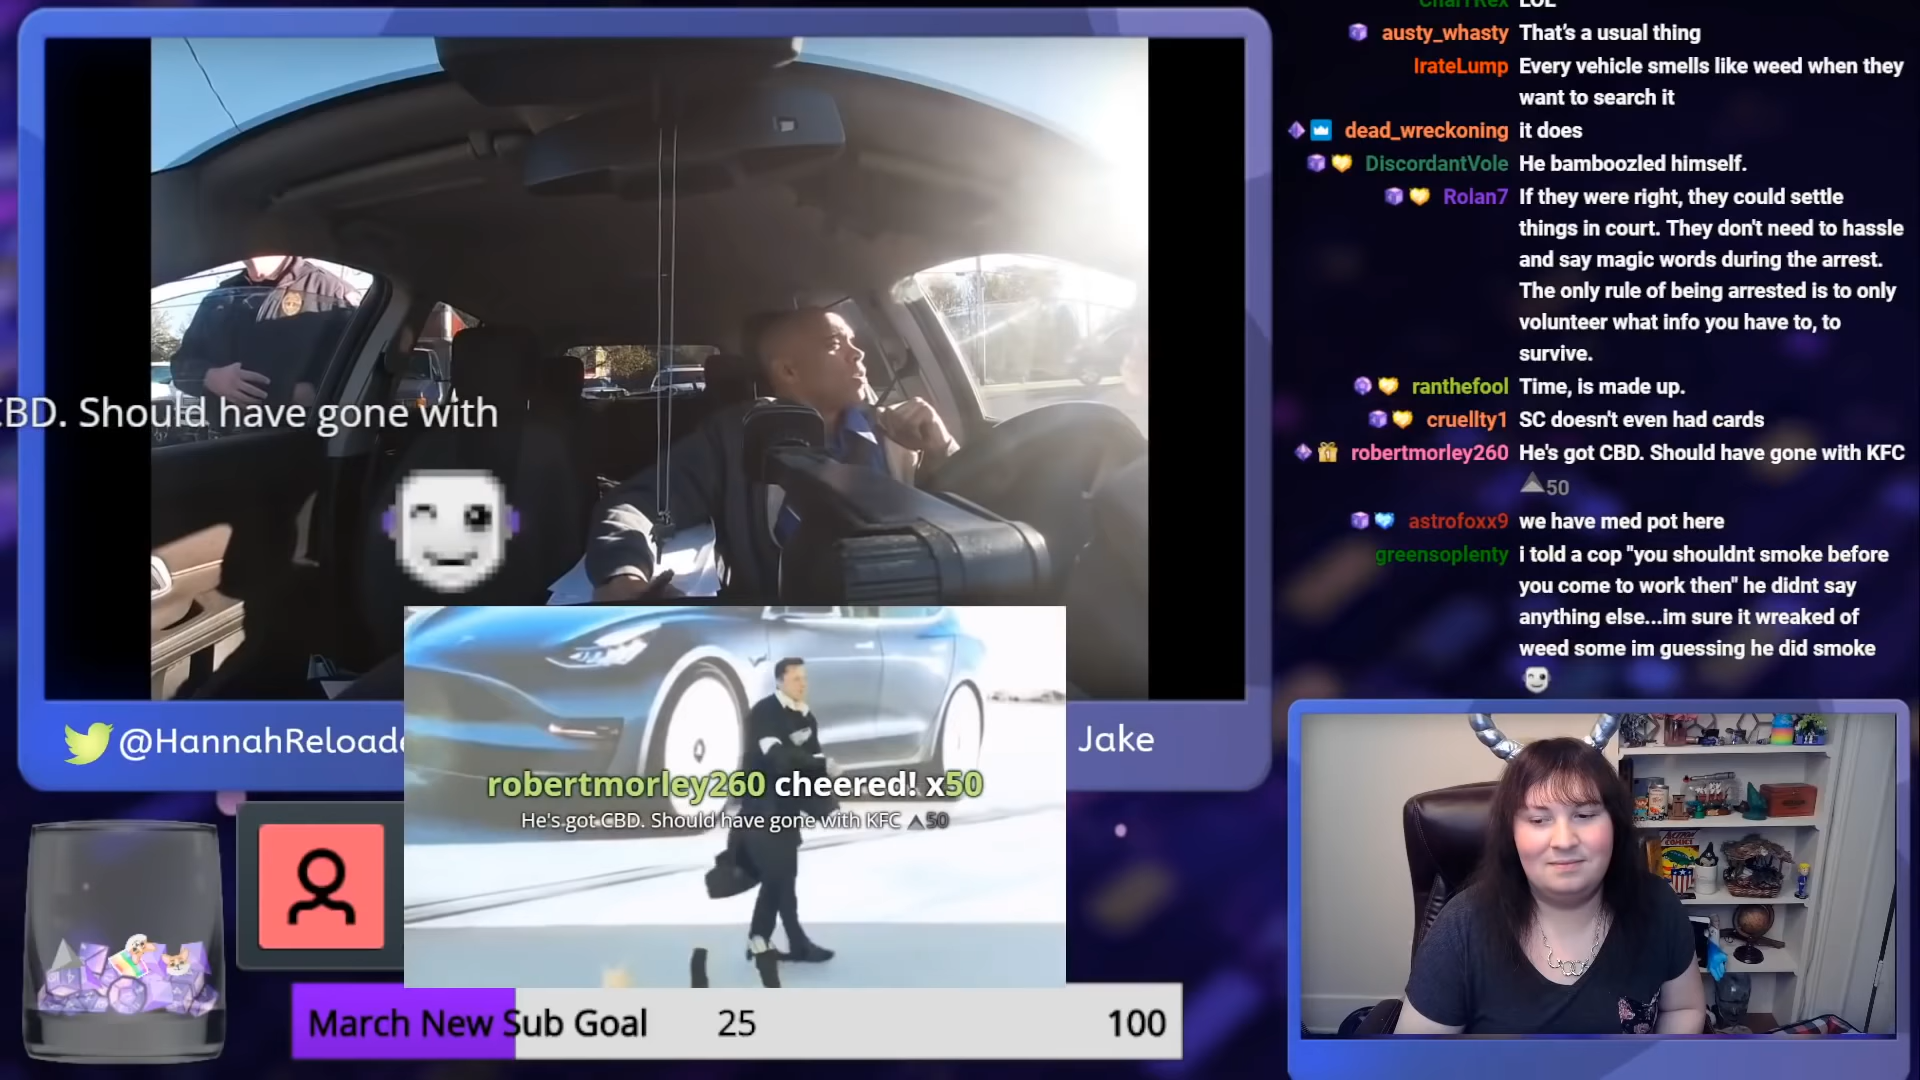 CBD. Should have gone with
@HannahReload
Jake
robertmorley260 cheered! x50
He's got CBD. Should have gone with KFC 50
March New Sub Goal 25 100
LOL
austy_whasty That's a usual thing
IrateLump Every vehicle smells like weed when they
want to search it
dead_wreckoning it does
DiscordantVole He bamboozled himself.
Rolan7 If they were right, they could settle
things in court. They don't need to hassle
and say magic words during the arrest.
The only rule of being arrested is to only
volunteer what info you have to, to
survive.
ranthefool Time, is made up.
cruellty1 SC doesn't even had cards
robertmorley260 He's got CBD. Should have gone with KFC
50
astrofoxx9 we have med pot here
greensoplenty i told a cop "you shouldnt smoke before
you come to work then" he didnt say
anything else...im sure it wreaked of
weed some im guessing he did smoke